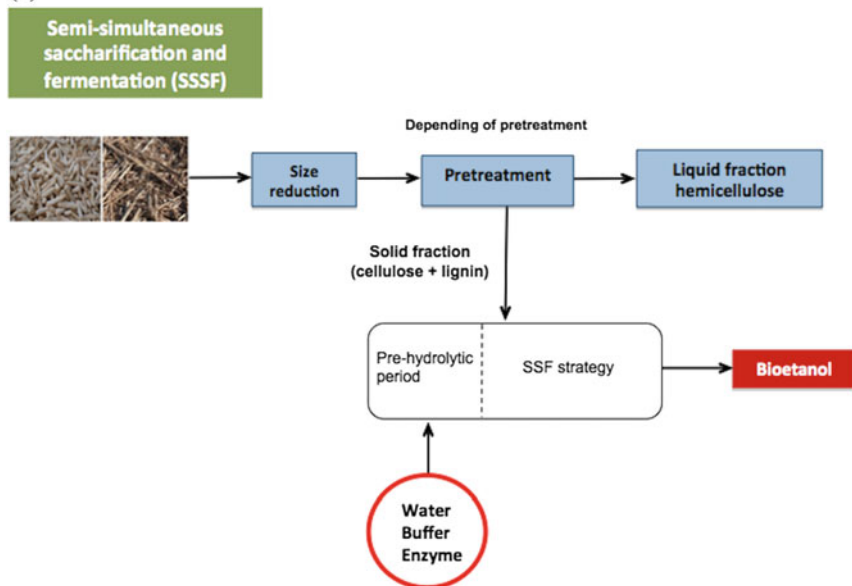 Semi-simultaneous
saccharification and
fermentation (SSSF)
Depending of pretreatment
Size
reduction
Pretreatment
Liquid fraction
hemicellulose
Solid fraction
(cellulose + lignin)
Pre-hydrolytic
period
SSF strategy
Bioetanol
Water
Buffer
Enzyme